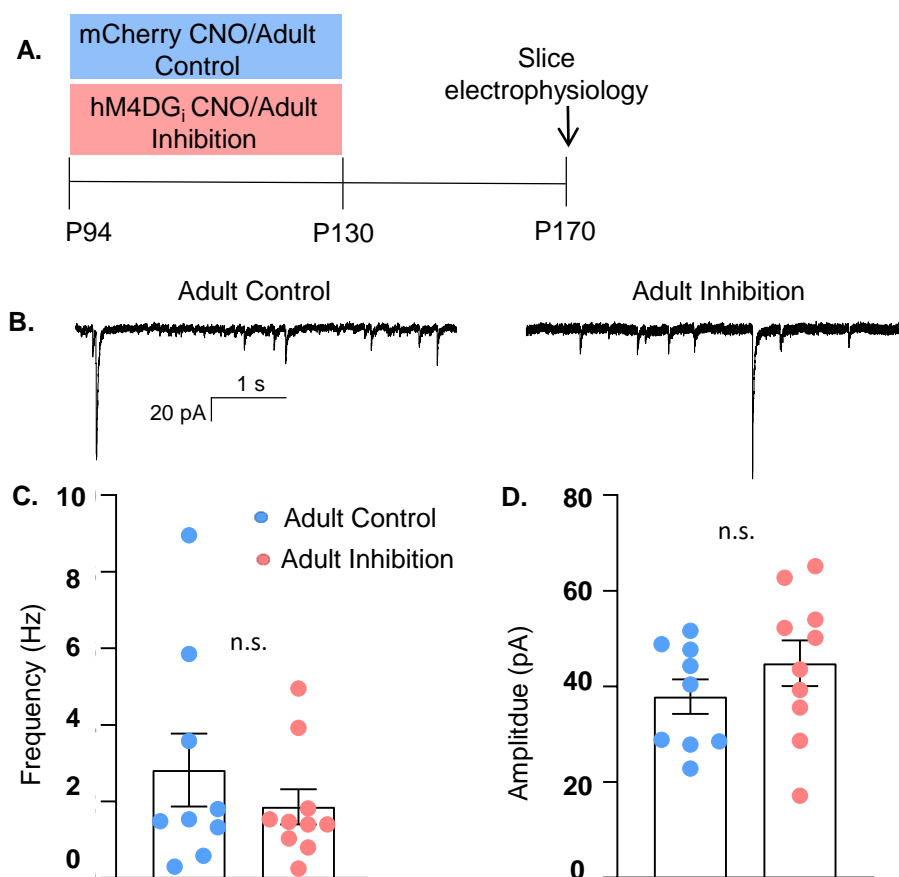 A.
mCherry CNO/Adult
Control
hM4DGi CNO/Adult
Inhibition
Slice
electrophysiology
P94
P130
P170
B.
Adult Control
Adult Inhibition
1 s
20 pA
C.
Frequency (Hz)
10
8
6
4
2
0
n.s.
Adult Control
Adult Inhibition
D.
Amplitdue (pA)
80
60
40
20
0
n.s.